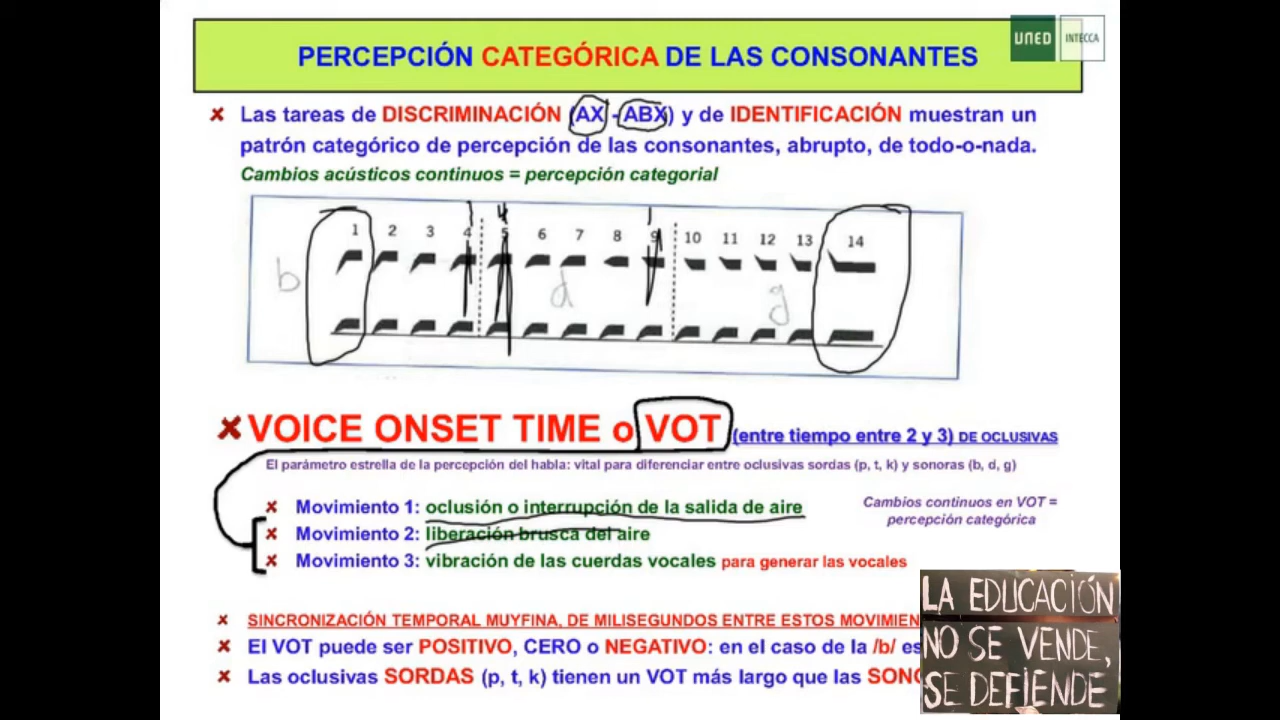 PERCEPCIÓN CATEGÓRICA DE LAS CONSONANTES
UNED INTECCA
Las tareas de DISCRIMINACIÓN (AX - ABX) y de IDENTIFICACIÓN muestran un
patrón categórico de percepción de las consonantes, abrupto, de todo-o-nada.
Cambios acústicos continuos = percepción categorial
1 2 3 4 5 6 7 8 9 10 11 12 13 14
b d g
VOICE ONSET TIME o VOT (entre tiempo entre 2 y 3) DE OCLUSIVAS
El parámetro estrella de la percepción del habla: vital para diferenciar entre oclusivas sordas (p, t, k) y sonoras (b, d, g)
Movimiento 1: oclusión o interrupción de la salida de aire
Movimiento 2: liberación brusca del aire
Movimiento 3: vibración de las cuerdas vocales para generar las vocales
Cambios continuos en VOT =
percepción categórica
SINCRONIZACIÓN TEMPORAL MUYFINA, DE MILISEGUNDOS ENTRE ESTOS MOVIMIEN
El VOT puede ser POSITIVO, CERO o NEGATIVO: en el caso de la /b/ es
Las oclusivas SORDAS (p, t, k) tienen un VOT más largo que las SONO
LA EDUCACIÓN
NO SE VENDE,
SE DEFIENDE